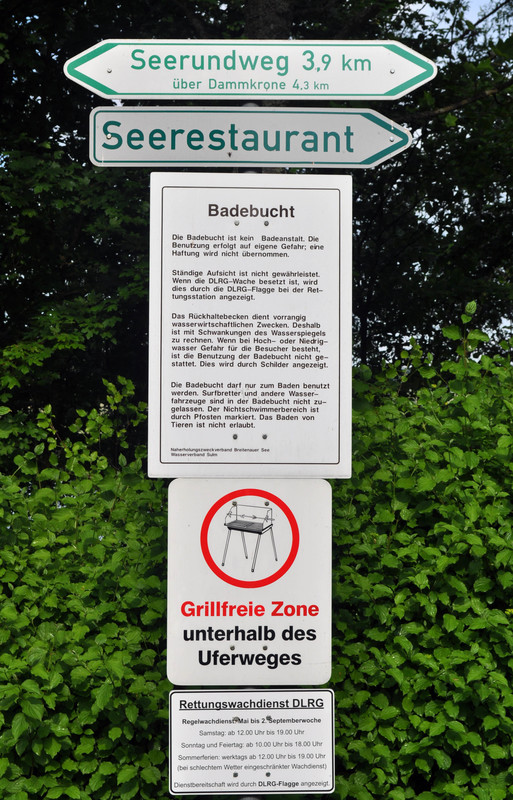 Seerundweg 3,9 km
über Dammkrone 4.3 km
Seerestaurant
Badebucht
Die Badebucht ist kein Badeanstalt. Die
Benutzung erfolgt auf eigene Gefahr; eine
Haftung wird nicht übernommen.
Ständige Aufsicht ist nicht gewährleistet.
Wenn die DLRG-Wache besetzt ist, wird
dies durch die DLRG-Flagge bei der Ret-
tungsstation angezeigt.
Das Rückhaltebecken dient vorrangig
wasserwirtschaftlichen Zwecken. Deshalb
ist mit Schwankungen des Wasserspiegels
zu rechnen. Wenn bei Hoch- oder Niedrig-
wasser Gefahr für die Besucher besteht,
ist die Benutzung der Badebucht nicht ge-
stattet. Dies wird durch Schilder angezeigt.
Die Badebucht darf nur zum Baden benutzt
werden. Surfbretter und andere Wasser-
fahrzeuge sind in der Badebucht nicht zu-
gelassen. Der Nichtschwimmerbereich ist
durch Pfosten markiert. Das Baden von
Tieren ist nicht erlaubt.
Naherholungszweckverband Breitenauer See
Wasserverband Sulm
Grillfreie Zone
unterhalb des
Uferweges
Rettungswachdienst DLRG
Regelwachdienst: Mai bis 2. Septemberwoche
Samstag: ab 12.00 Uhr bis 19.00 Uhr
Sonntag und Feiertag: ab 10.00 Uhr bis 18.00 Uhr
Sommerferien: werktags ab 12.00 Uhr bis 19.00 Uhr
(bei schlechtem Wetter eingeschränkter Wachdienst)
Dienstbereitschaft wird durch DLRG-Flagge angezeigt.